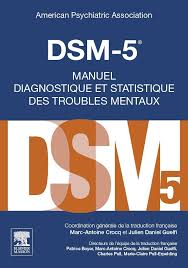 American Psychiatric Association
DSM-5®
MANUEL
DIAGNOSTIQUE ET STATISTIQUE
DES TROUBLES MENTAUX
DSM
5
Coordination générale de la traduction française
Marc-Antoine Crocq et Julien Daniel Guelfi
Directeurs de l'équipe de la traduction française
Patrice Boyer, Marc-Antoine Crocq, Julien Daniel Guelfi,
Charles Pull, Marie-Claire Pull-Erpelding